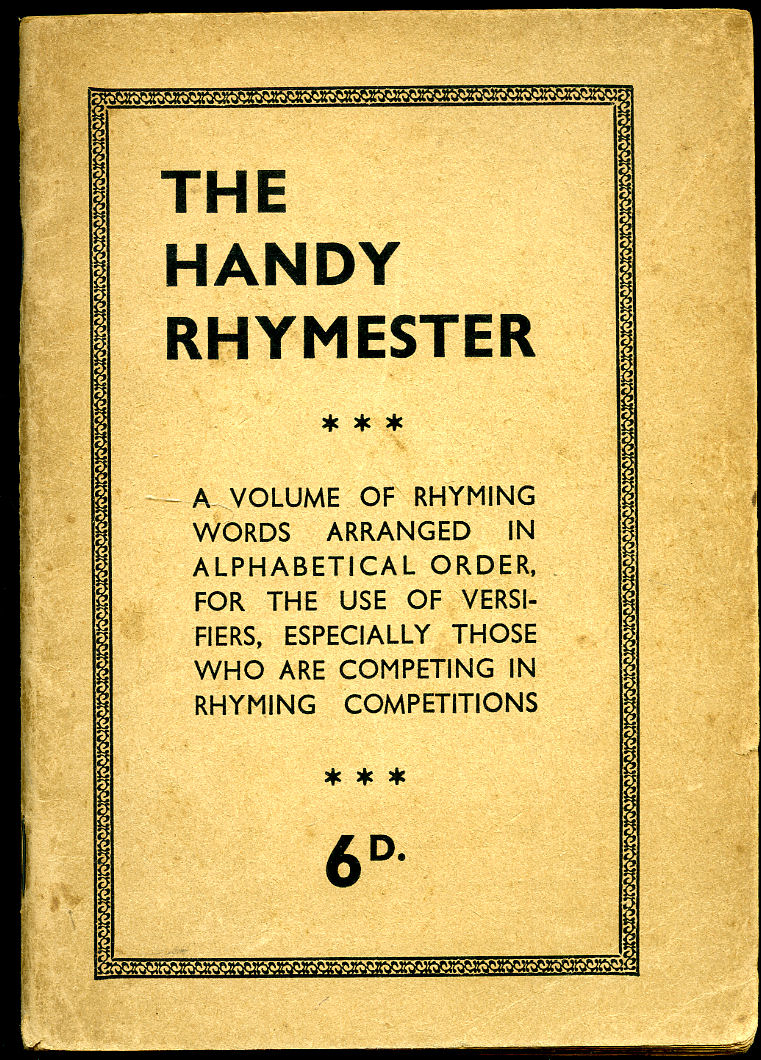 THE
HANDY
RHYMESTER
* * *
A VOLUME OF RHYMING
WORDS ARRANGED IN
ALPHABETICAL ORDER,
FOR THE USE OF VERSI-
FIERS, ESPECIALLY THOSE
WHO ARE COMPETING IN
RHYMING COMPETITIONS
* * *
6D.